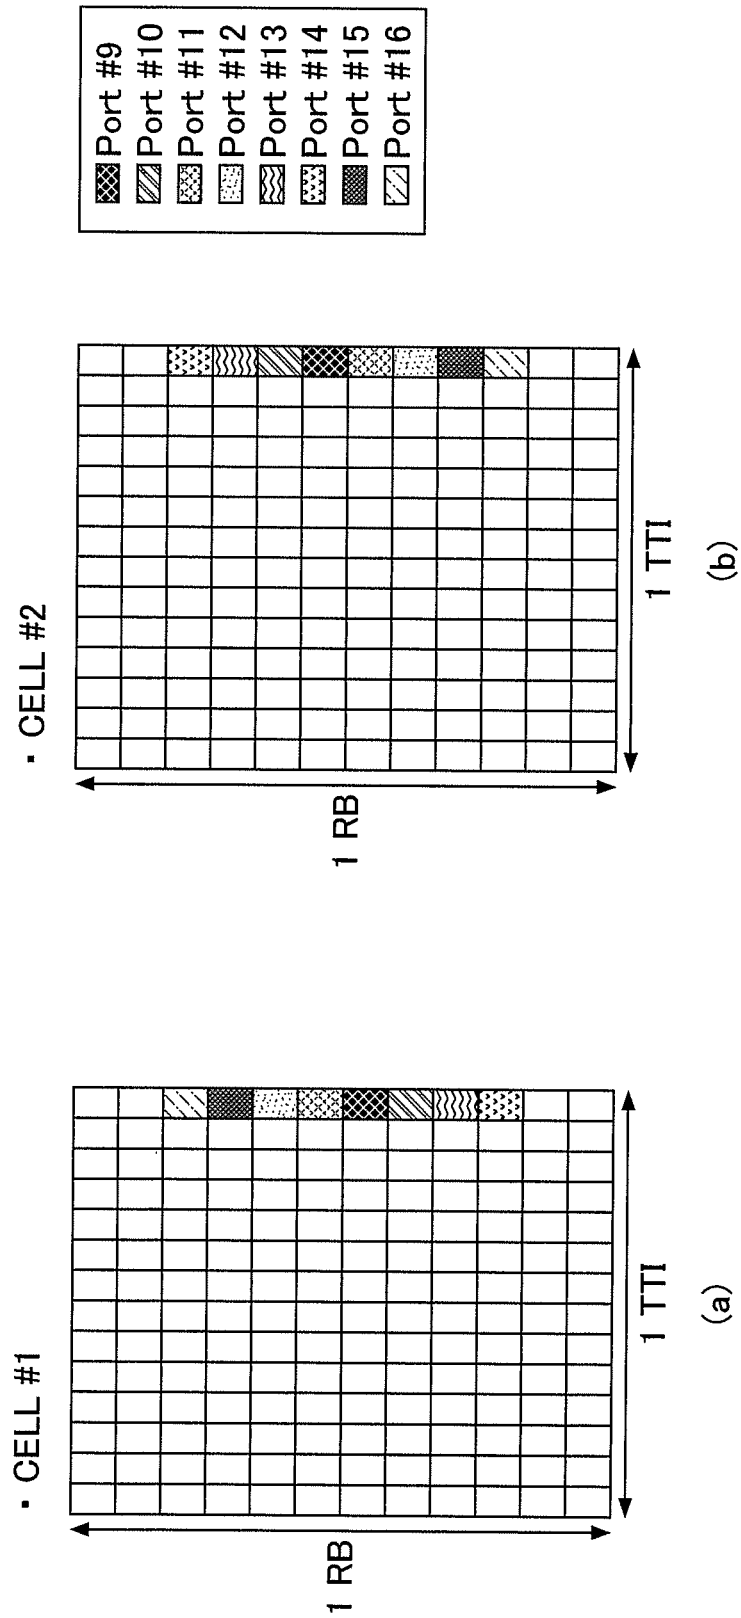 · CELL #1
1 RB
1 TTI
(a)
· CELL #2
1 RB
1 TTI
(b)
Port #9
Port #10
Port #11
Port #12
Port #13
Port #14
Port #15
Port #16